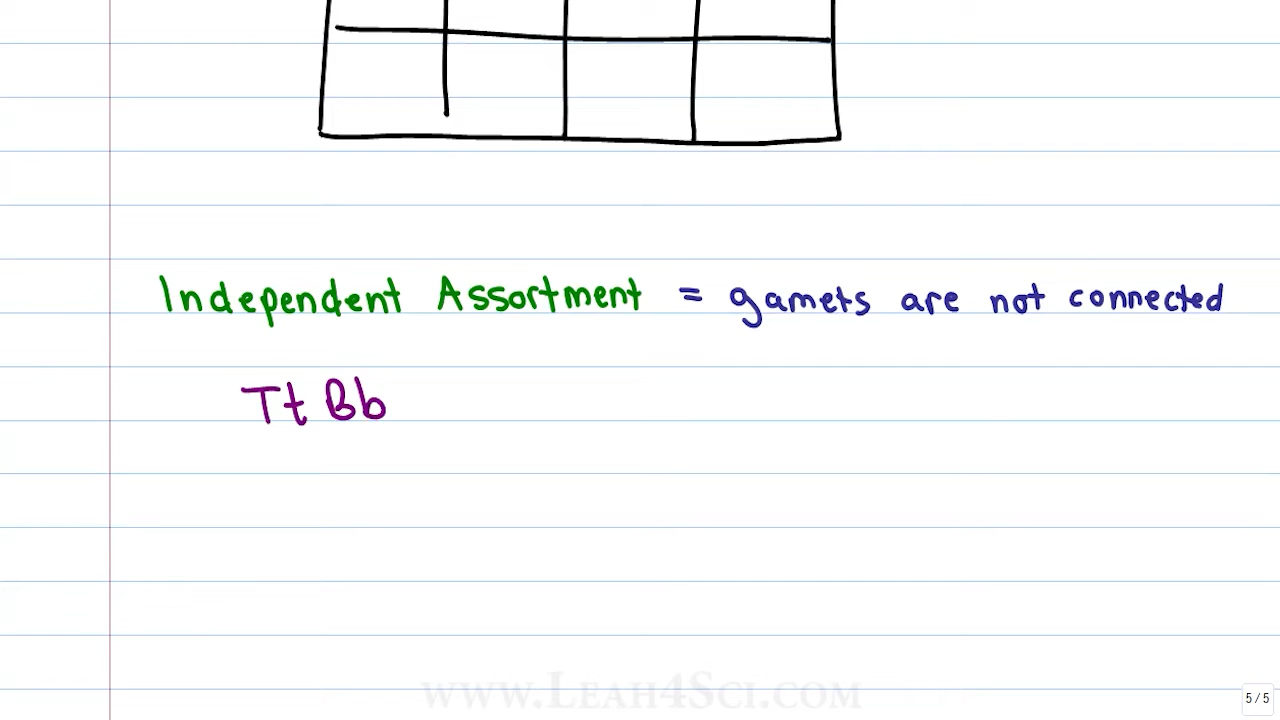 Independent Assortment = gamets are not connected
Tt Bb
www.Leah4Sci.com
5 / 5